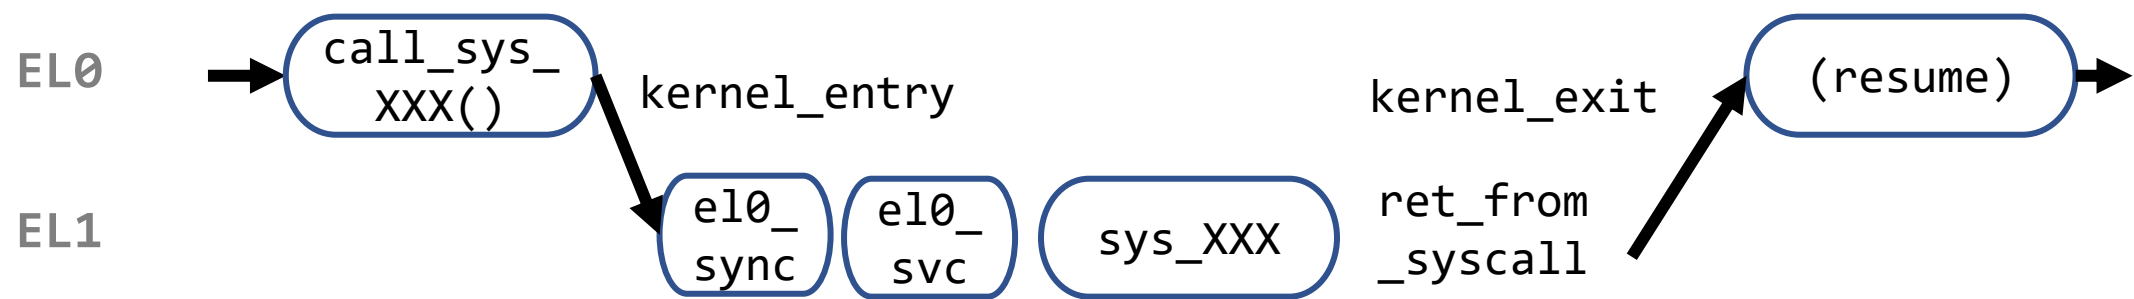 EL0
call_sys_
XXX()
kernel_entry
kernel_exit
(resume)
EL1
el0_
sync
el0_
svc
sys_XXX
ret_from
_syscall